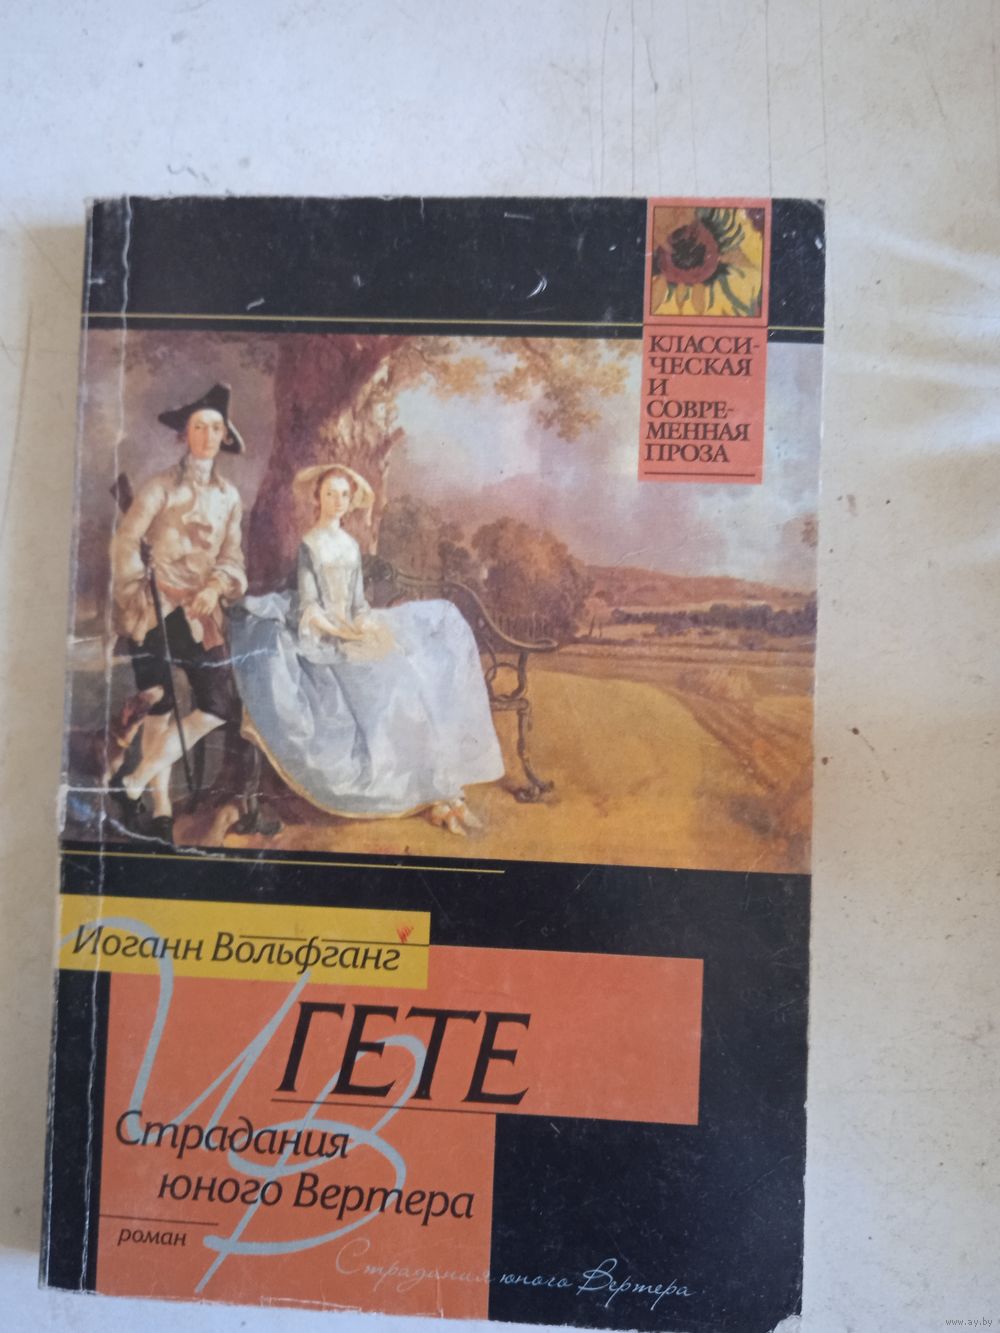 КЛАССИ-
ЧЕСКАЯ
И
СОВРЕ-
МЕННАЯ
ПРОЗА
Иоганн Вольфганг
ГЕТЕ
Страдания
юного Вертера
роман
Страдания юного Вертера
www.ay.by